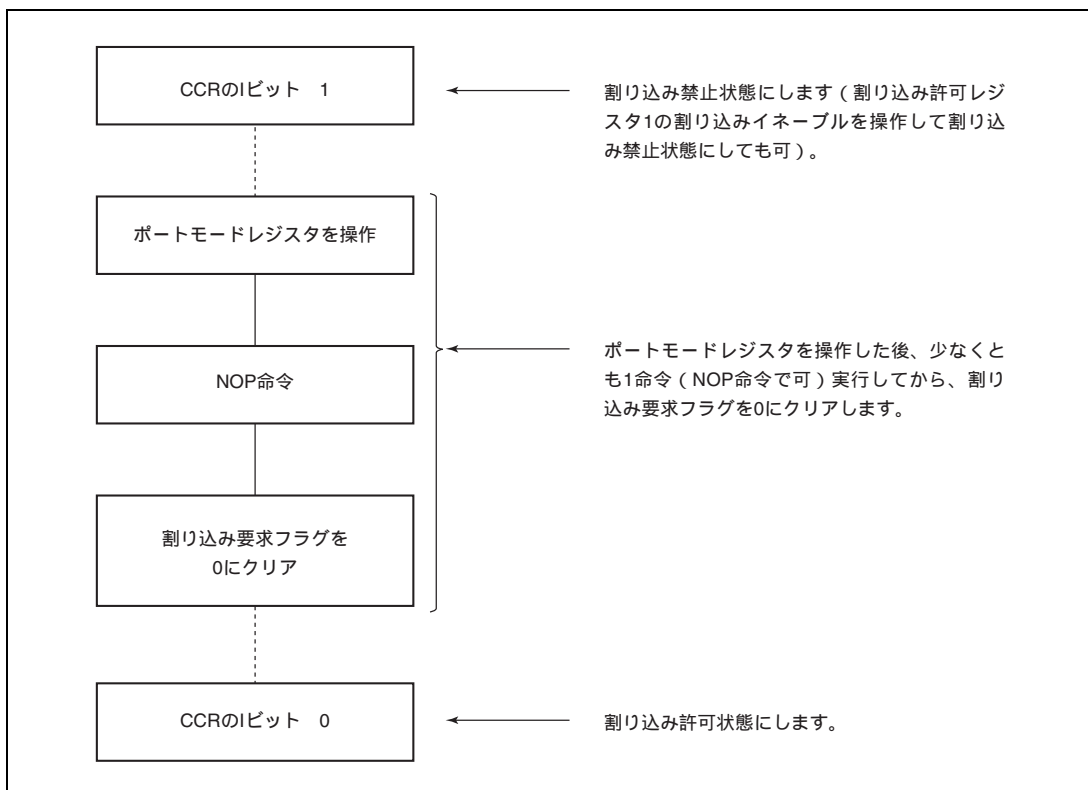 CCRのIビット　1
割り込み禁止状態にします（割り込み許可レジ
スタ1の割り込みイネーブルを操作して割り込
み禁止状態にしても可）。
ポートモードレジスタを操作
NOP命令
ポートモードレジスタを操作した後、少なくと
も1命令（NOP命令で可）実行してから、割り
込み要求フラグを0にクリアします。
割り込み要求フラグを
0にクリア
CCRのIビット　0
割り込み許可状態にします。